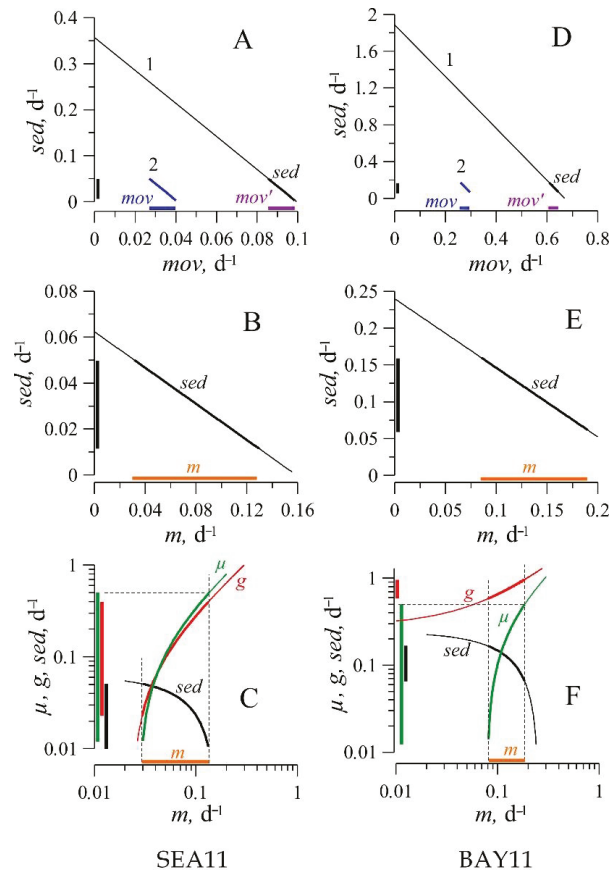 A
sed, d⁻¹
0.4
0.3
0.2
0.1
0
1
2
sed
mov
mov'
0 0.02 0.04 0.06 0.08 0.1
mov, d⁻¹
D
sed, d⁻¹
2
1.6
1.2
0.8
0.4
0
1
2
sed
mov
mov'
0 0.2 0.4 0.6 0.8
mov, d⁻¹
B
sed, d⁻¹
0.08
0.06
0.04
0.02
0
sed
m
0 0.04 0.08 0.12 0.16
m, d⁻¹
E
sed, d⁻¹
0.25
0.20
0.15
0.1
0.05
0
sed
m
0 0.05 0.1 0.15 0.2
m, d⁻¹
C
μ, g, sed, d⁻¹
1
0.1
0.01
μ
g
sed
m
0.01 0.1 1
m, d⁻¹
SEA11
F
μ, g, sed, d⁻¹
1
0.1
0.01
g
μ
sed
m
0.01 0.1 1
m, d⁻¹
BAY11